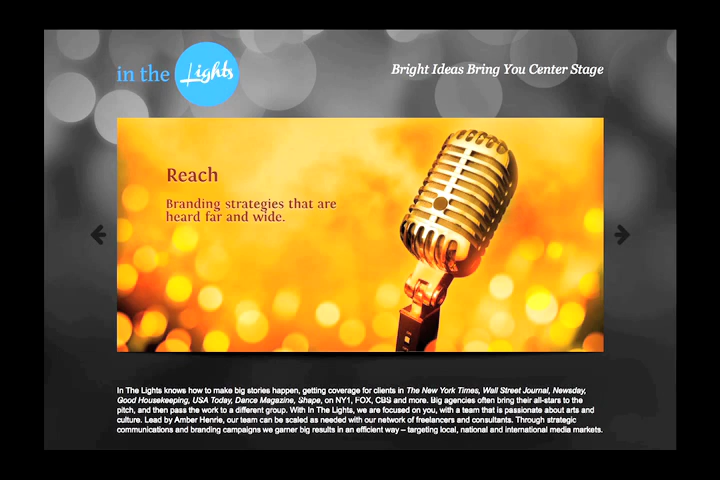 in the Lights
Bright Ideas Bring You Center Stage
Reach
Branding strategies that are
heard far and wide.
In The Lights knows how to make big stories happen, getting coverage for clients in The New York Times, Wall Street Journal, Newsday,
Good Housekeeping, USA Today, Dance Magazine, Shape, on NY1, FOX, CBS and more. Big agencies often bring their all-stars to the
pitch, and then pass the work to a different group. With In The Lights, we are focused on you, with a team that is passionate about arts and
culture. Lead by Amber Henrie, our team can be scaled as needed with our network of freelancers and consultants. Through strategic
communications and branding campaigns we garner big results in an efficient way – targeting local, national and international media markets.